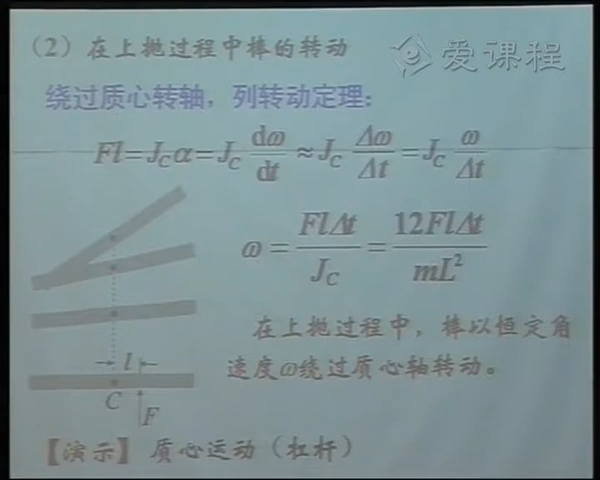 （2）在上抛过程中棒的转动
爱课程
绕过质心转轴，列转动定理：
Fl=J_Cα=J_C dω/dt≈J_C Δω/Δt=J_C ω/Δt
ω=FlΔt/J_C=12FlΔt/mL²
在上抛过程中，棒以恒定角
速度ω绕过质心轴转动。
l
C
F
【演示】质心运动（杠杆）